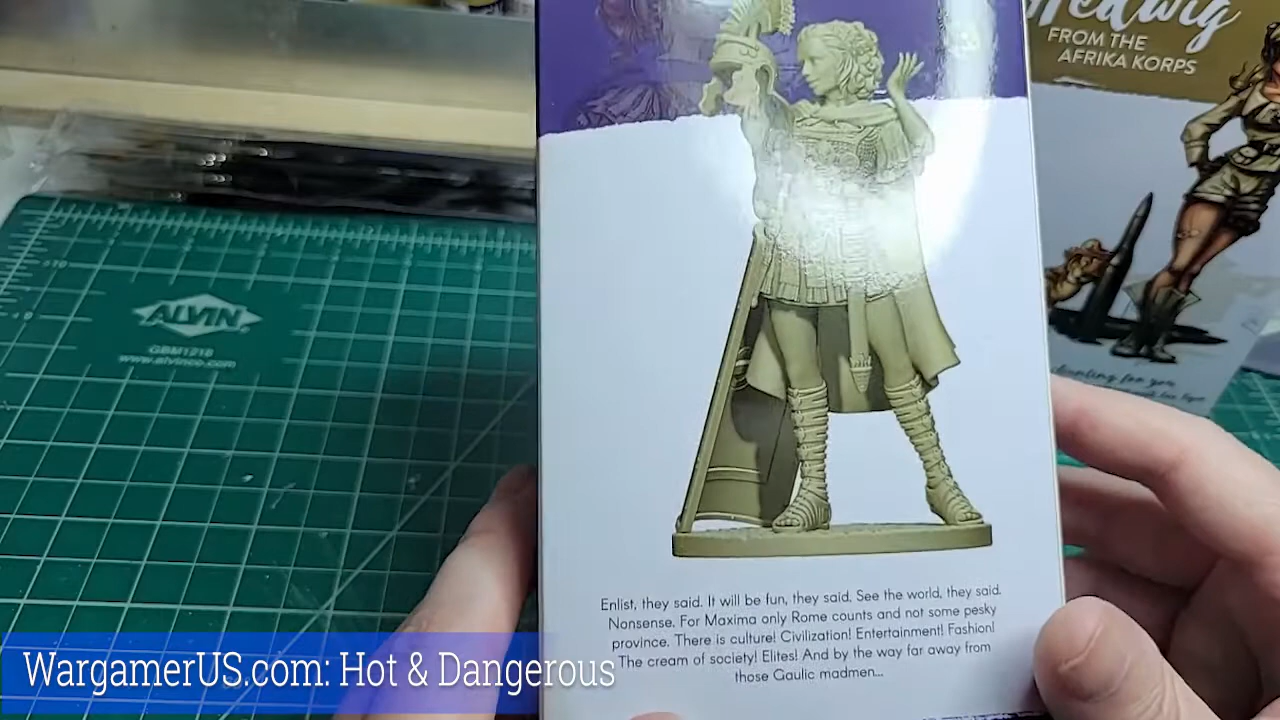 Hedwig
FROM THE
AFRIKA KORPS
ALVIN
GBM1218
www.alvinco.com
Enlist, they said. It will be fun, they said. See the world, they said.
Nonsense. For Maxima only Rome counts and not some pesky
province. There is culture! Civilization! Entertainment! Fashion!
The cream of society! Elites! And by the way far away from
those Gaulic madmen...
WargamerUS.com: Hot & Dangerous